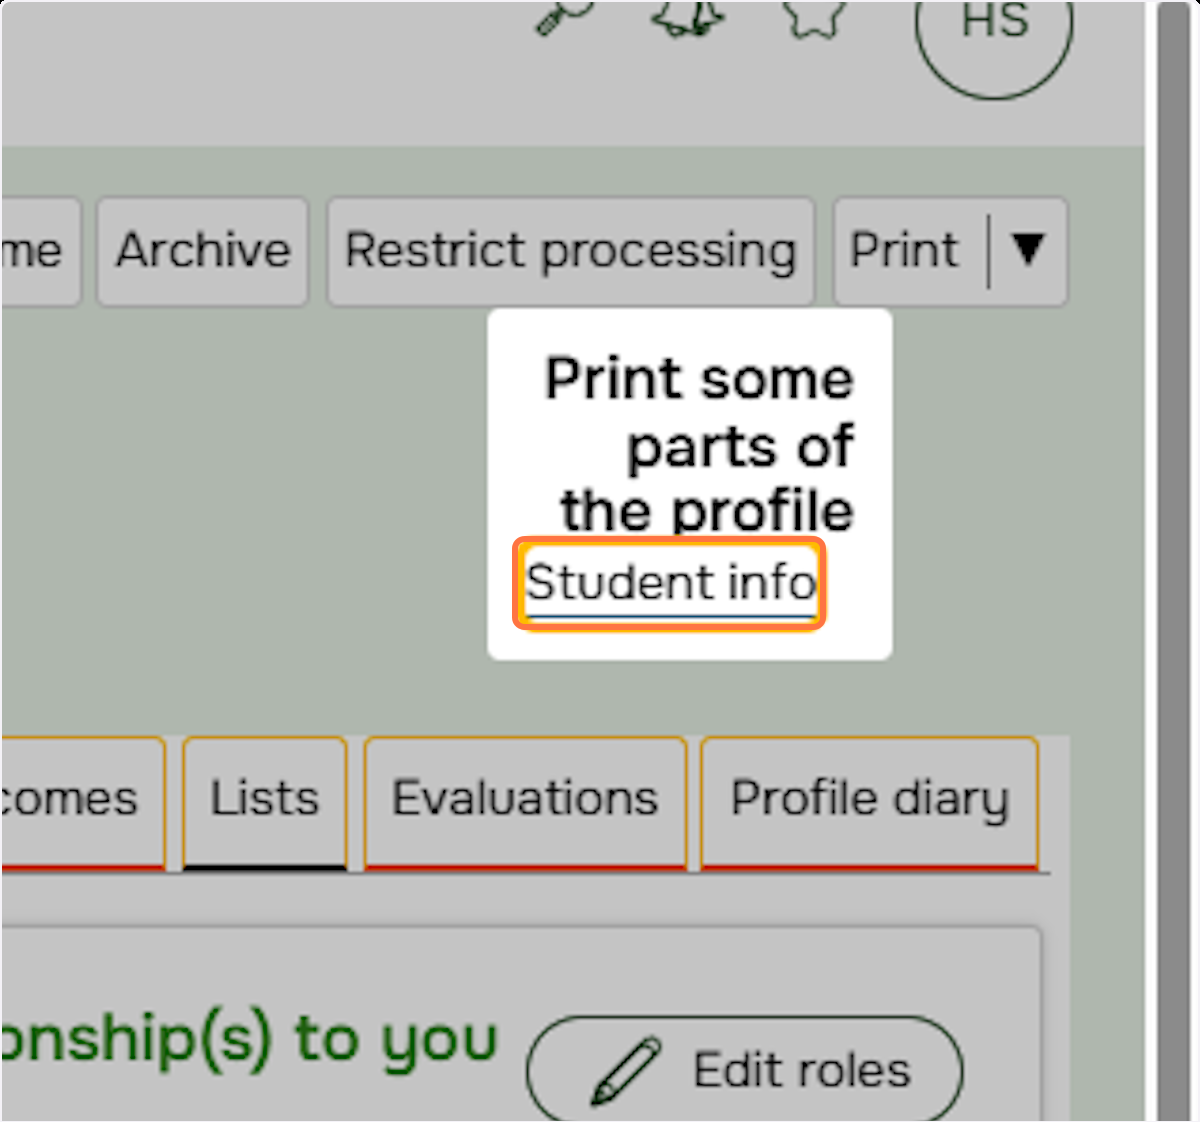 HS
me
Archive
Restrict processing
Print
Print some
parts of
the profile
Student info
comes
Lists
Evaluations
Profile diary
onship(s) to you
Edit roles